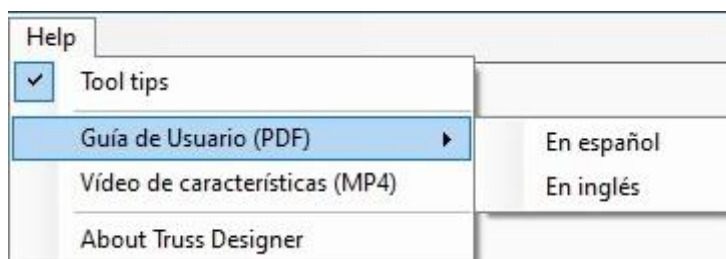 Help
Tool tips
Guía de Usuario (PDF)
En español
Vídeo de características (MP4)
En inglés
About Truss Designer